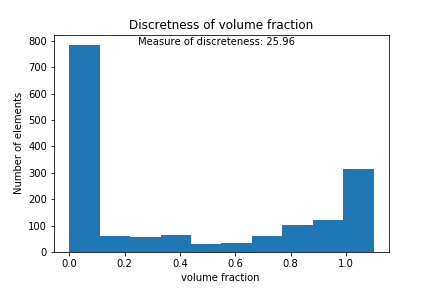 Discretness of volume fraction
Measure of discreteness: 25.96
800
700
600
500
400
300
200
100
0
Number of elements
0.0 0.2 0.4 0.6 0.8 1.0
volume fraction